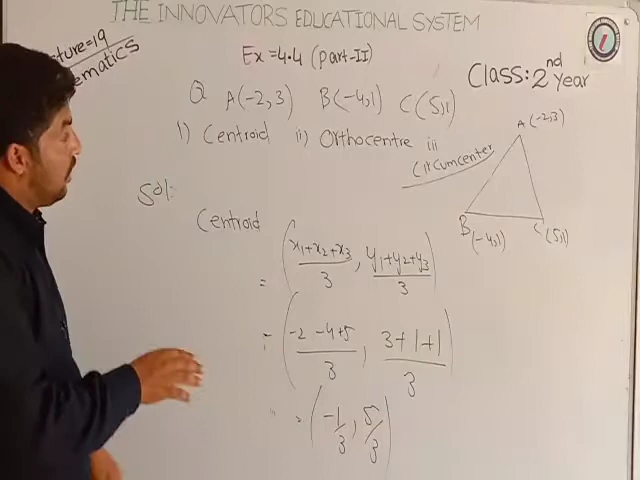 THE INNOVATORS EDUCATIONAL SYSTEM
cture=19
ematics
Ex=4.4 (part-II)
Class: 2nd Year
Q A(-2,3) B(-4,1) C(5,1)
i) Centroid ii) Orthocentre iii
Circumcenter
A(-2,3)
B(-4,1) C(5,1)
Sol:
Centroid
= (x1+x2+x3/3, y1+y2+y3/3)
= (-2-4+5/3, 3+1+1/3)
= (-1/3, 5/3)